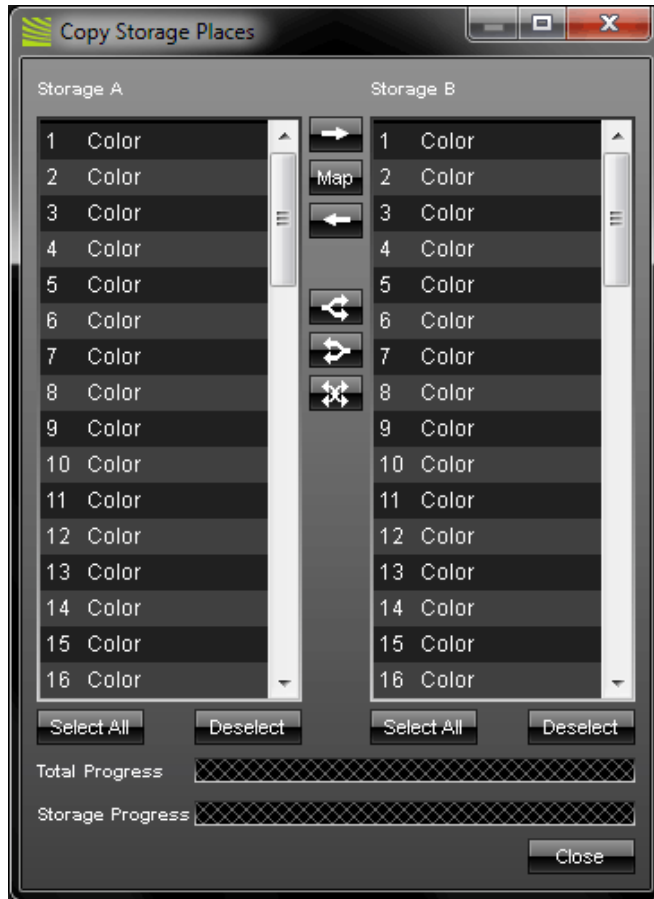 Copy Storage Places
Storage A Storage B
1 Color 1 Color
2 Color Map 2 Color
3 Color 3 Color
4 Color 4 Color
5 Color 5 Color
6 Color 6 Color
7 Color 7 Color
8 Color 8 Color
9 Color 9 Color
10 Color 10 Color
11 Color 11 Color
12 Color 12 Color
13 Color 13 Color
14 Color 14 Color
15 Color 15 Color
16 Color 16 Color
Select All Deselect Select All Deselect
Total Progress
Storage Progress
Close